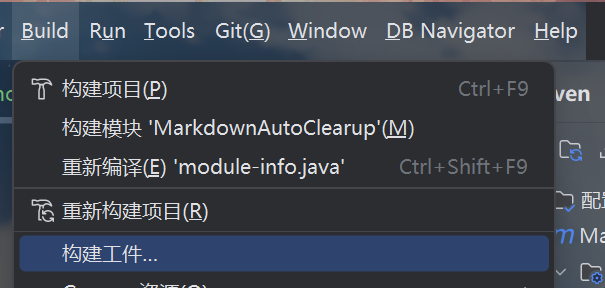 Build Run Tools Git(G) Window DB Navigator Help
构建项目(P) Ctrl+F9
ven
构建模块 'MarkdownAutoClearup'(M)
重新编译(E) 'module-info.java' Ctrl+Shift+F9
重新构建项目(R)
配置
Ma
构建工件...